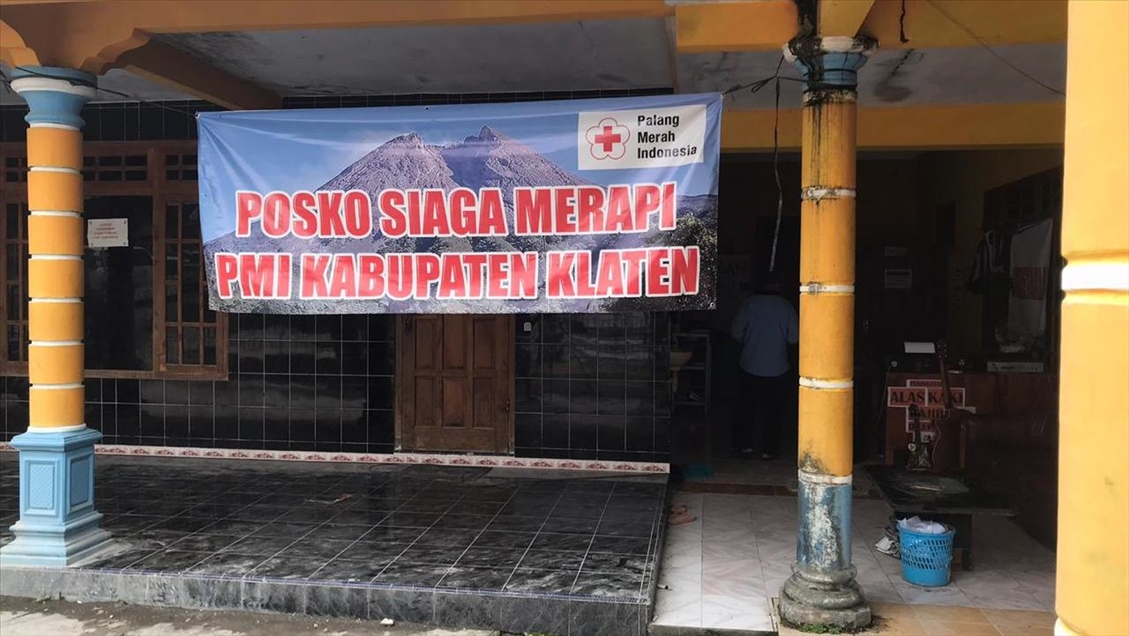 Palang
Merah
Indonesia
POSKO SIAGA MERAPI
PMI KABUPATEN KLATEN
ALAS KAKI